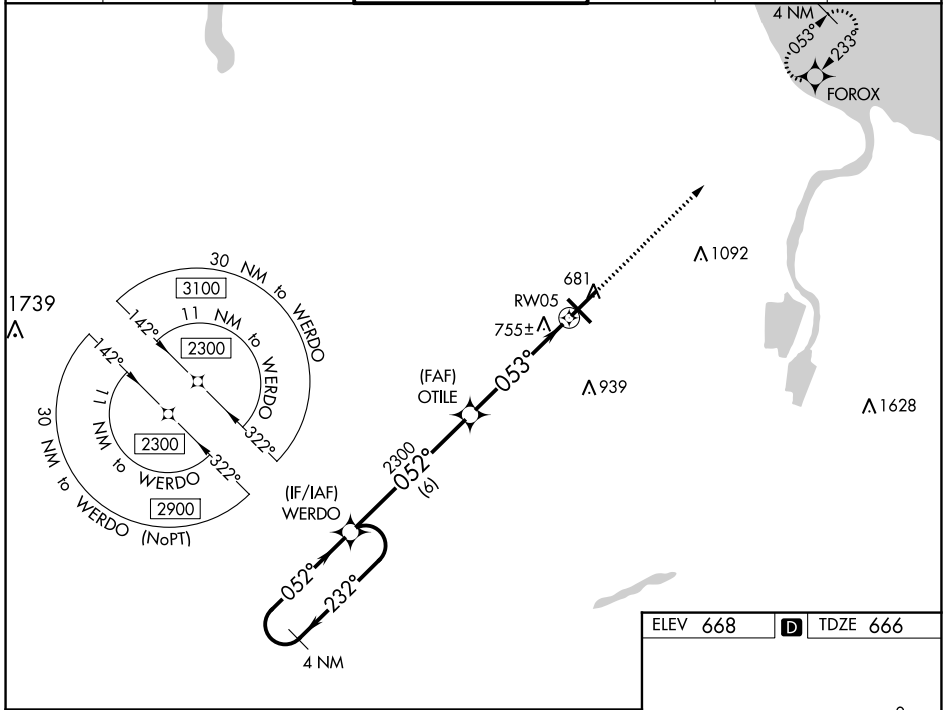 4 NM
053°
233°
FOROX
1092
681
RW05
755±
1739
30 NM to WERDO
3100
142°
11 NM to WERDO
2300
322°
142°
11 NM to WERDO
2300
322°
30 NM to WERDO (NoPT)
2900
053°
(FAF)
OTILE
939
1628
2300
052°
(6)
(IF/IAF)
WERDO
052°
232°
4 NM
ELEV 668
D
TDZE 666